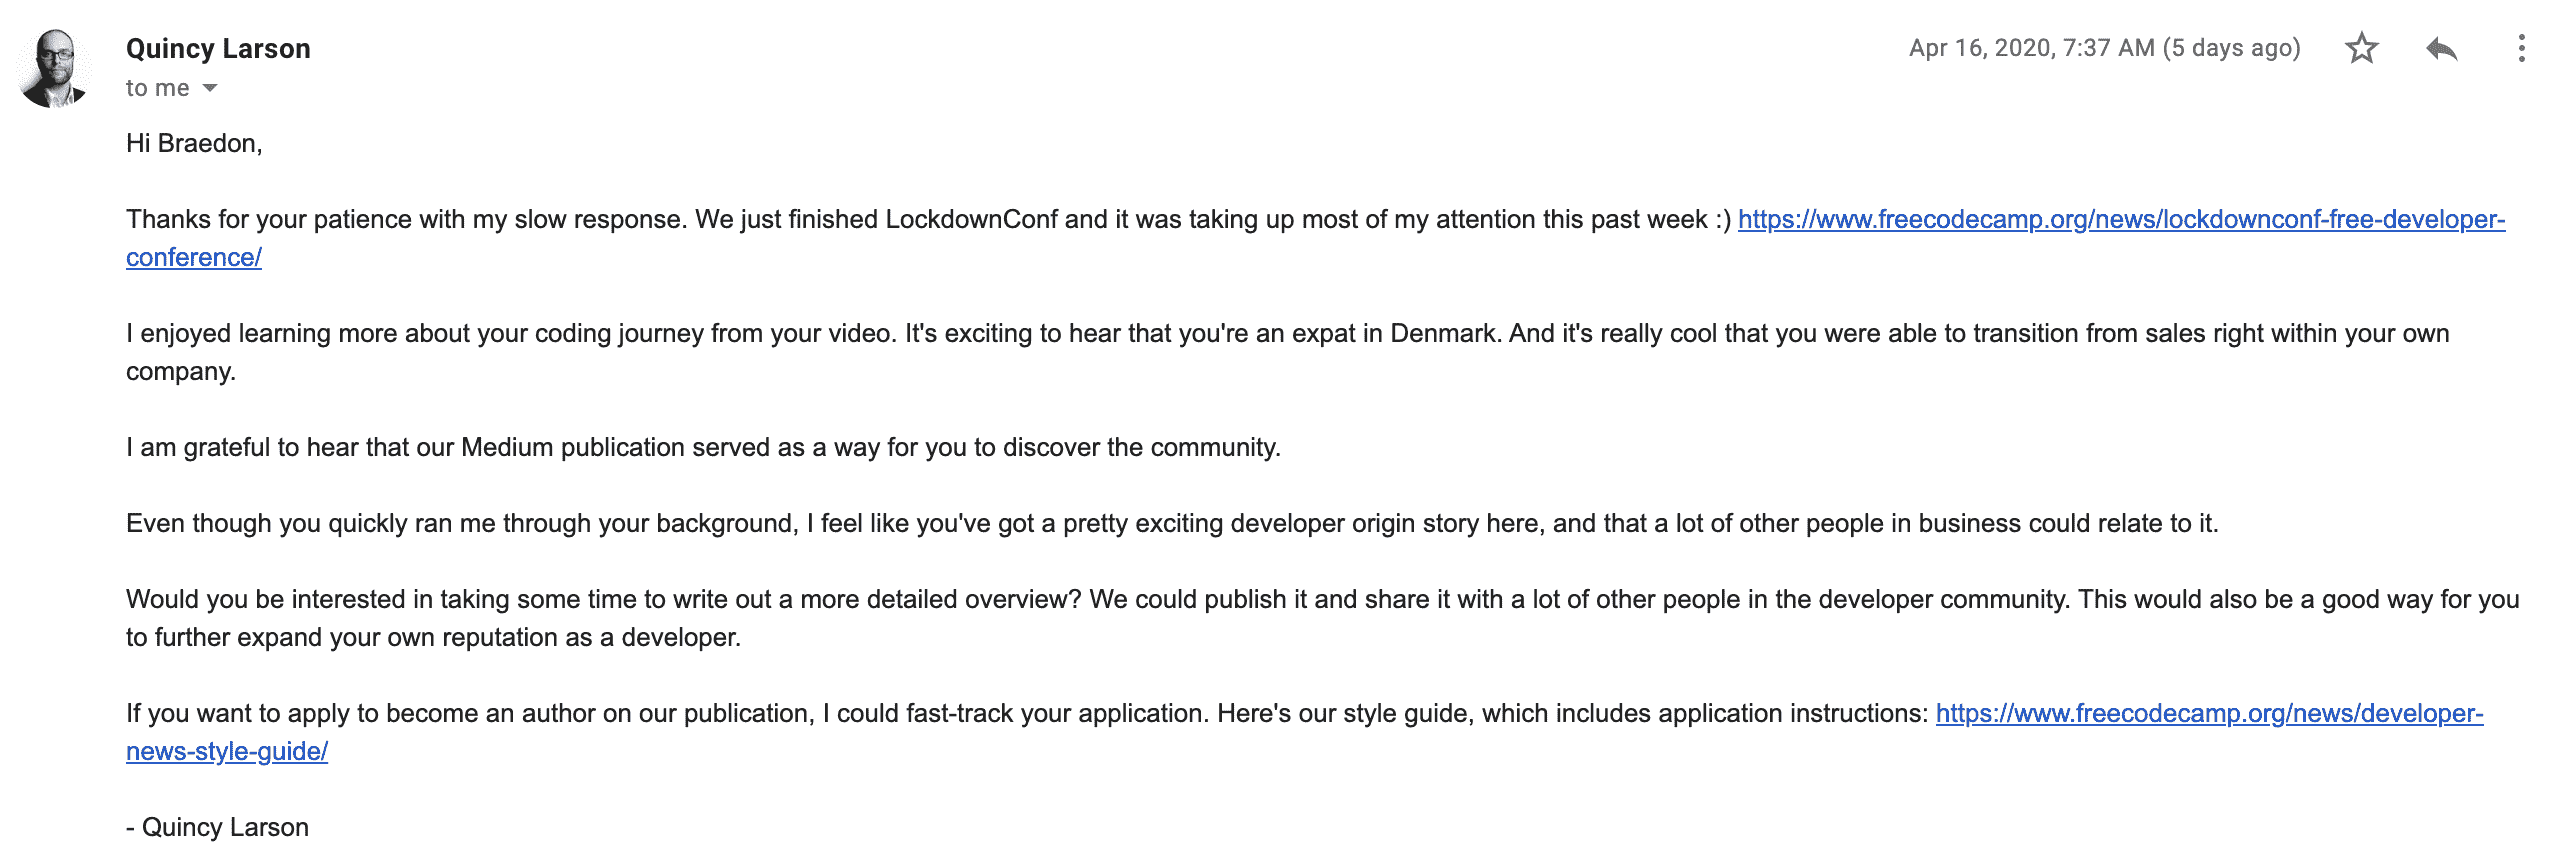 Quincy Larson
Apr 16, 2020, 7:37 AM (5 days ago)
to me
Hi Braedon,
Thanks for your patience with my slow response. We just finished LockdownConf and it was taking up most of my attention this past week :) https://www.freecodecamp.org/news/lockdownconf-free-developer-
conference/
I enjoyed learning more about your coding journey from your video. It's exciting to hear that you're an expat in Denmark. And it's really cool that you were able to transition from sales right within your own
company.
I am grateful to hear that our Medium publication served as a way for you to discover the community.
Even though you quickly ran me through your background, I feel like you've got a pretty exciting developer origin story here, and that a lot of other people in business could relate to it.
Would you be interested in taking some time to write out a more detailed overview? We could publish it and share it with a lot of other people in the developer community. This would also be a good way for you
to further expand your own reputation as a developer.
If you want to apply to become an author on our publication, I could fast-track your application. Here's our style guide, which includes application instructions: https://www.freecodecamp.org/news/developer-
news-style-guide/
- Quincy Larson